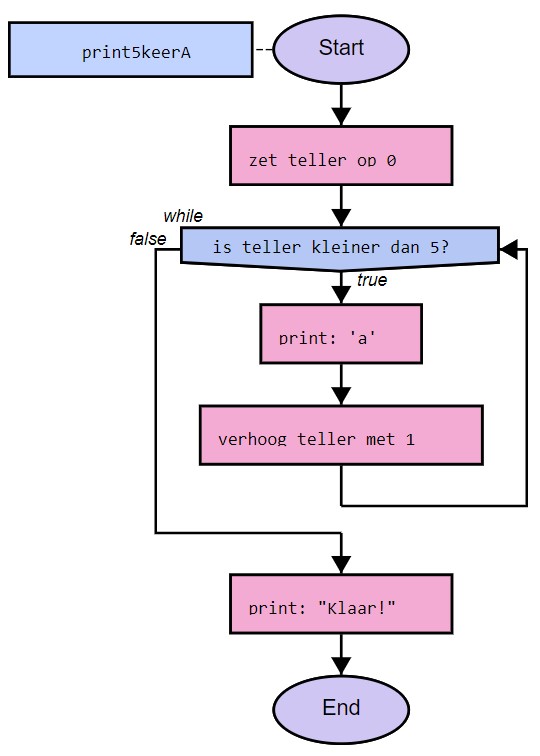 print5keerA
Start
zet teller op 0
while
false
is teller kleiner dan 5?
true
print: 'a'
verhoog teller met 1
print: "Klaar!"
End